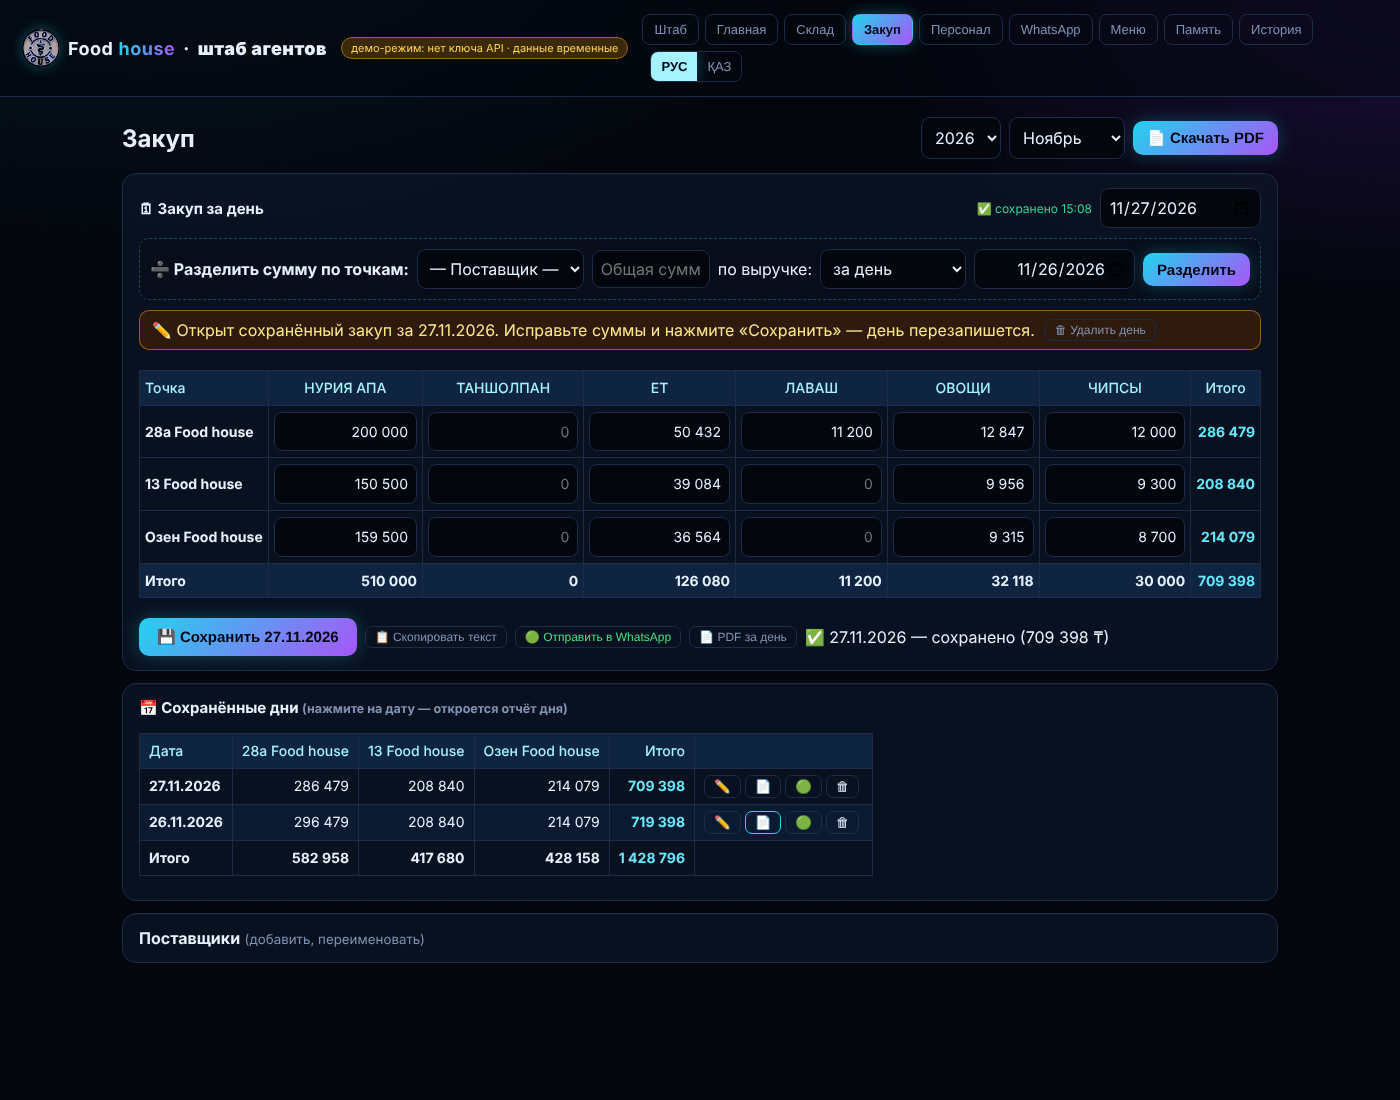 FOOD HOUSE
Food house · штаб агентов
демо-режим: нет ключа API · данные временные
Штаб Главная Склад Закуп Персонал WhatsApp Меню Память История
РУС ҚАЗ
Закуп
2026 Ноябрь 📄 Скачать PDF
🗓 Закуп за день
✅ сохранено 15:08 11/27/2026
➗ Разделить сумму по точкам: — Поставщик — Общая сумм по выручке: за день 11/26/2026 Разделить
✏️ Открыт сохранённый закуп за 27.11.2026. Исправьте суммы и нажмите «Сохранить» — день перезапишется. 🗑 Удалить день
Точка НУРИЯ АПА ТАНШОЛПАН ЕТ ЛАВАШ ОВОЩИ ЧИПСЫ Итого
28а Food house 200 000 0 50 432 11 200 12 847 12 000 286 479
13 Food house 150 500 0 39 084 0 9 956 9 300 208 840
Озен Food house 159 500 0 36 564 0 9 315 8 700 214 079
Итого 510 000 0 126 080 11 200 32 118 30 000 709 398
💾 Сохранить 27.11.2026 📋 Скопировать текст 🟢 Отправить в WhatsApp 📄 PDF за день ✅ 27.11.2026 — сохранено (709 398 ₸)
📅 Сохранённые дни (нажмите на дату — откроется отчёт дня)
Дата 28а Food house 13 Food house Озен Food house Итого
27.11.2026 286 479 208 840 214 079 709 398
26.11.2026 296 479 208 840 214 079 719 398
Итого 582 958 417 680 428 158 1 428 796
Поставщики (добавить, переименовать)